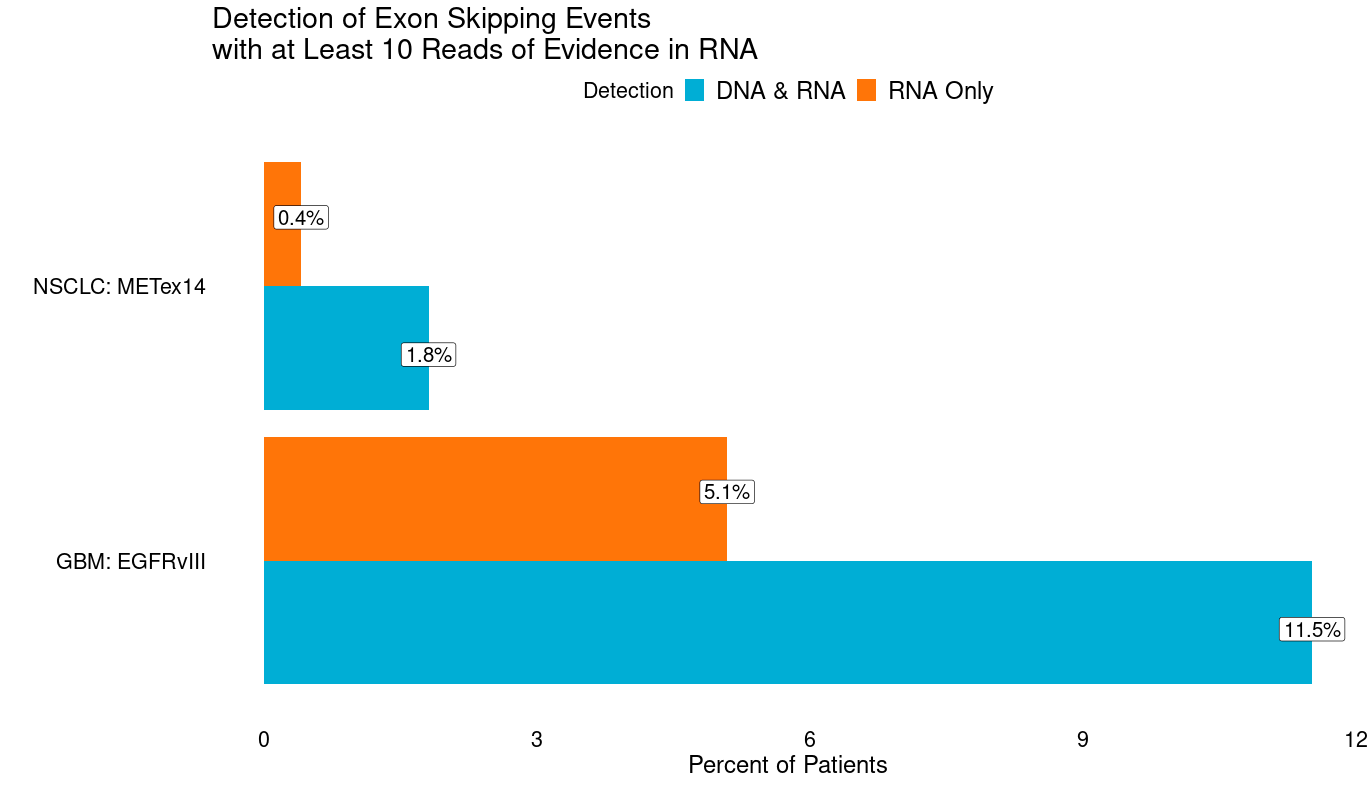 Detection of Exon Skipping Events
with at Least 10 Reads of Evidence in RNA
Detection DNA & RNA RNA Only
0.4%
NSCLC: METex14
1.8%
5.1%
GBM: EGFRvIII
11.5%
0 3 6 9 12
Percent of Patients